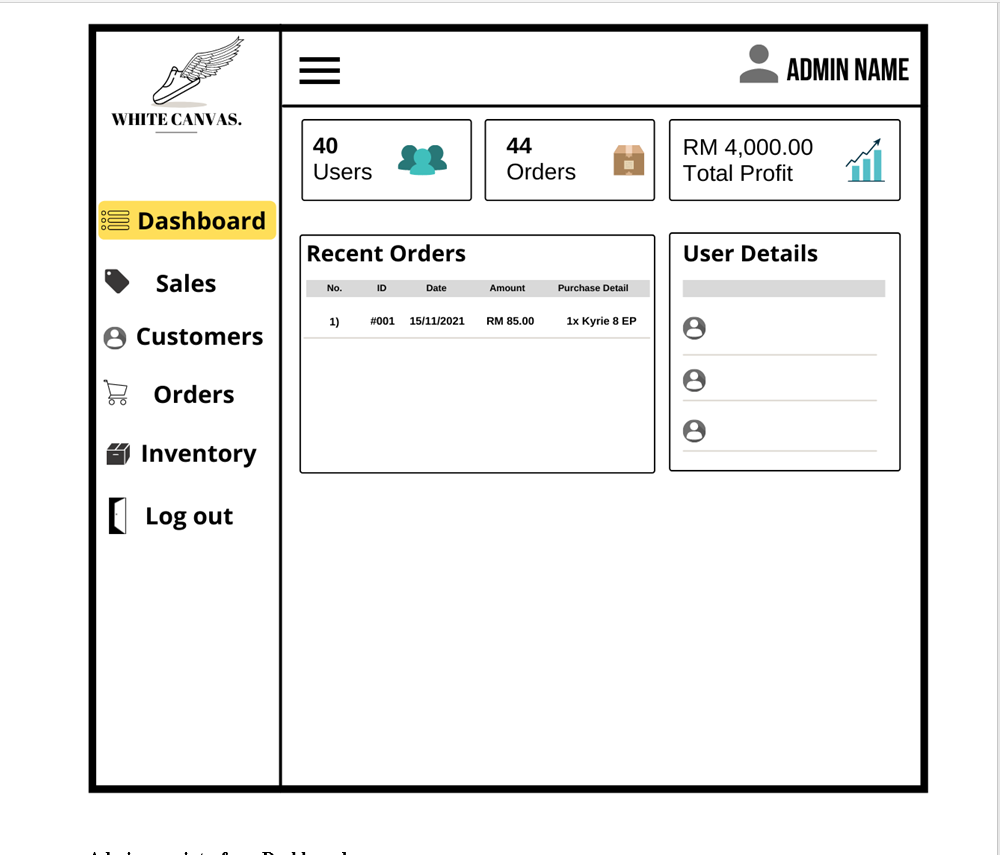 WHITE CANVAS.
ADMIN NAME
40
Users
44
Orders
RM 4,000.00
Total Profit
Dashboard
Sales
Customers
Orders
Inventory
Log out
Recent Orders
No. ID Date Amount Purchase Detail
1) #001 15/11/2021 RM 85.00 1x Kyrie 8 EP
User Details